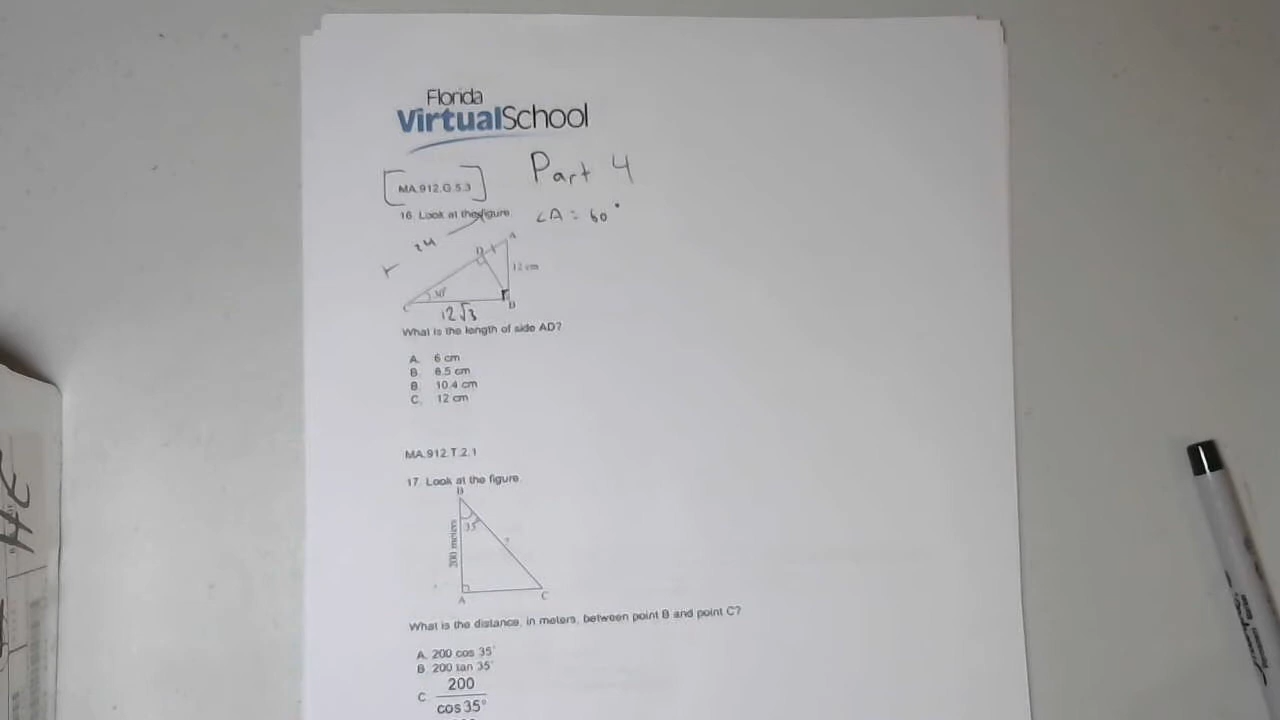 Florida
VirtualSchool
Part 4
MA.912.G.5.3
16. Look at the figure.
∠A = 60°
24
A
D
12 cm
30°
C
B
12√3
What is the length of side AD?
A. 6 cm
B. 6.5 cm
B. 10.4 cm
C. 12 cm
MA.912.T.2.1
17. Look at the figure.
B
35°
200 meters
?
A
C
What is the distance, in meters, between point B and point C?
A. 200 cos 35°
B. 200 tan 35°
C. 200
cos 35°